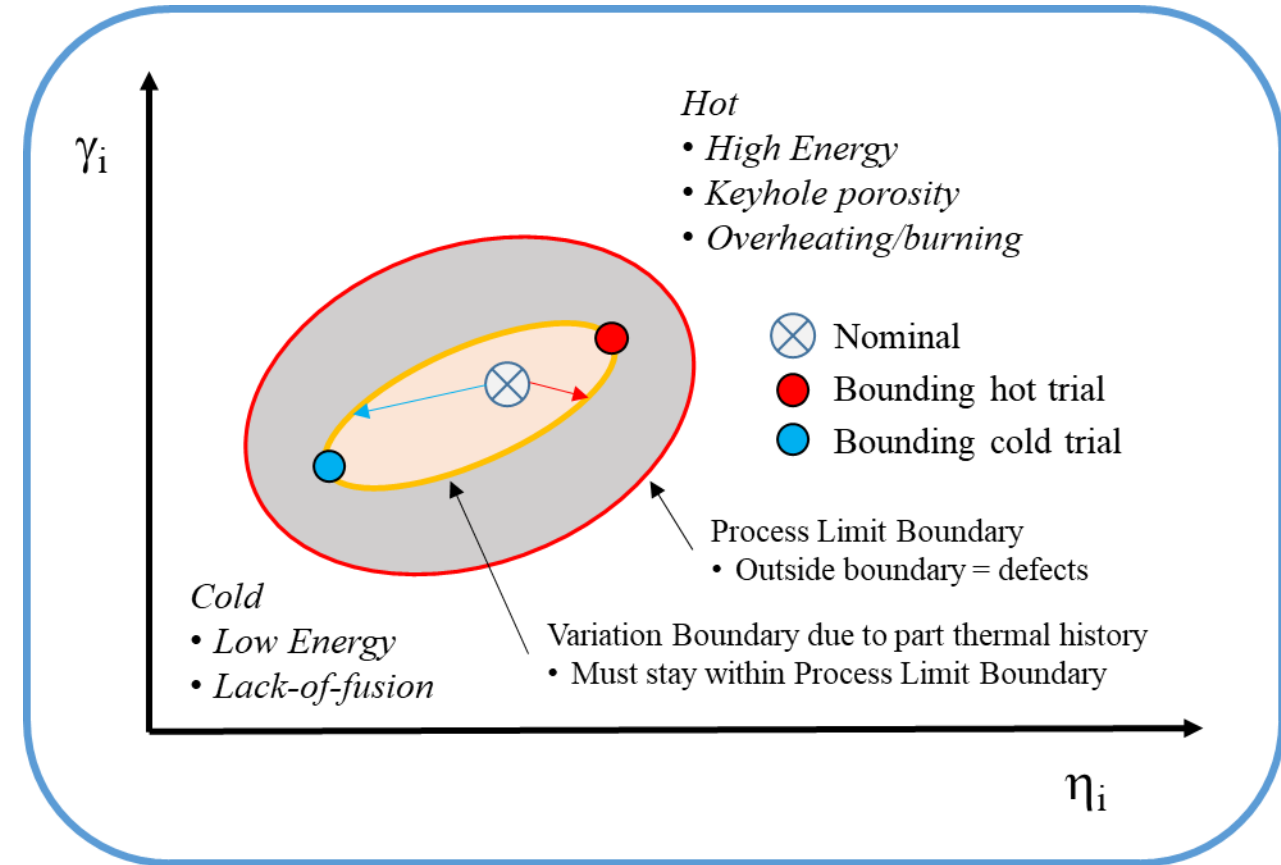 γi
Hot
• High Energy
• Keyhole porosity
• Overheating/burning
Nominal
Bounding hot trial
Bounding cold trial
Process Limit Boundary
• Outside boundary = defects
Cold
• Low Energy
• Lack-of-fusion
Variation Boundary due to part thermal history
• Must stay within Process Limit Boundary
ηi